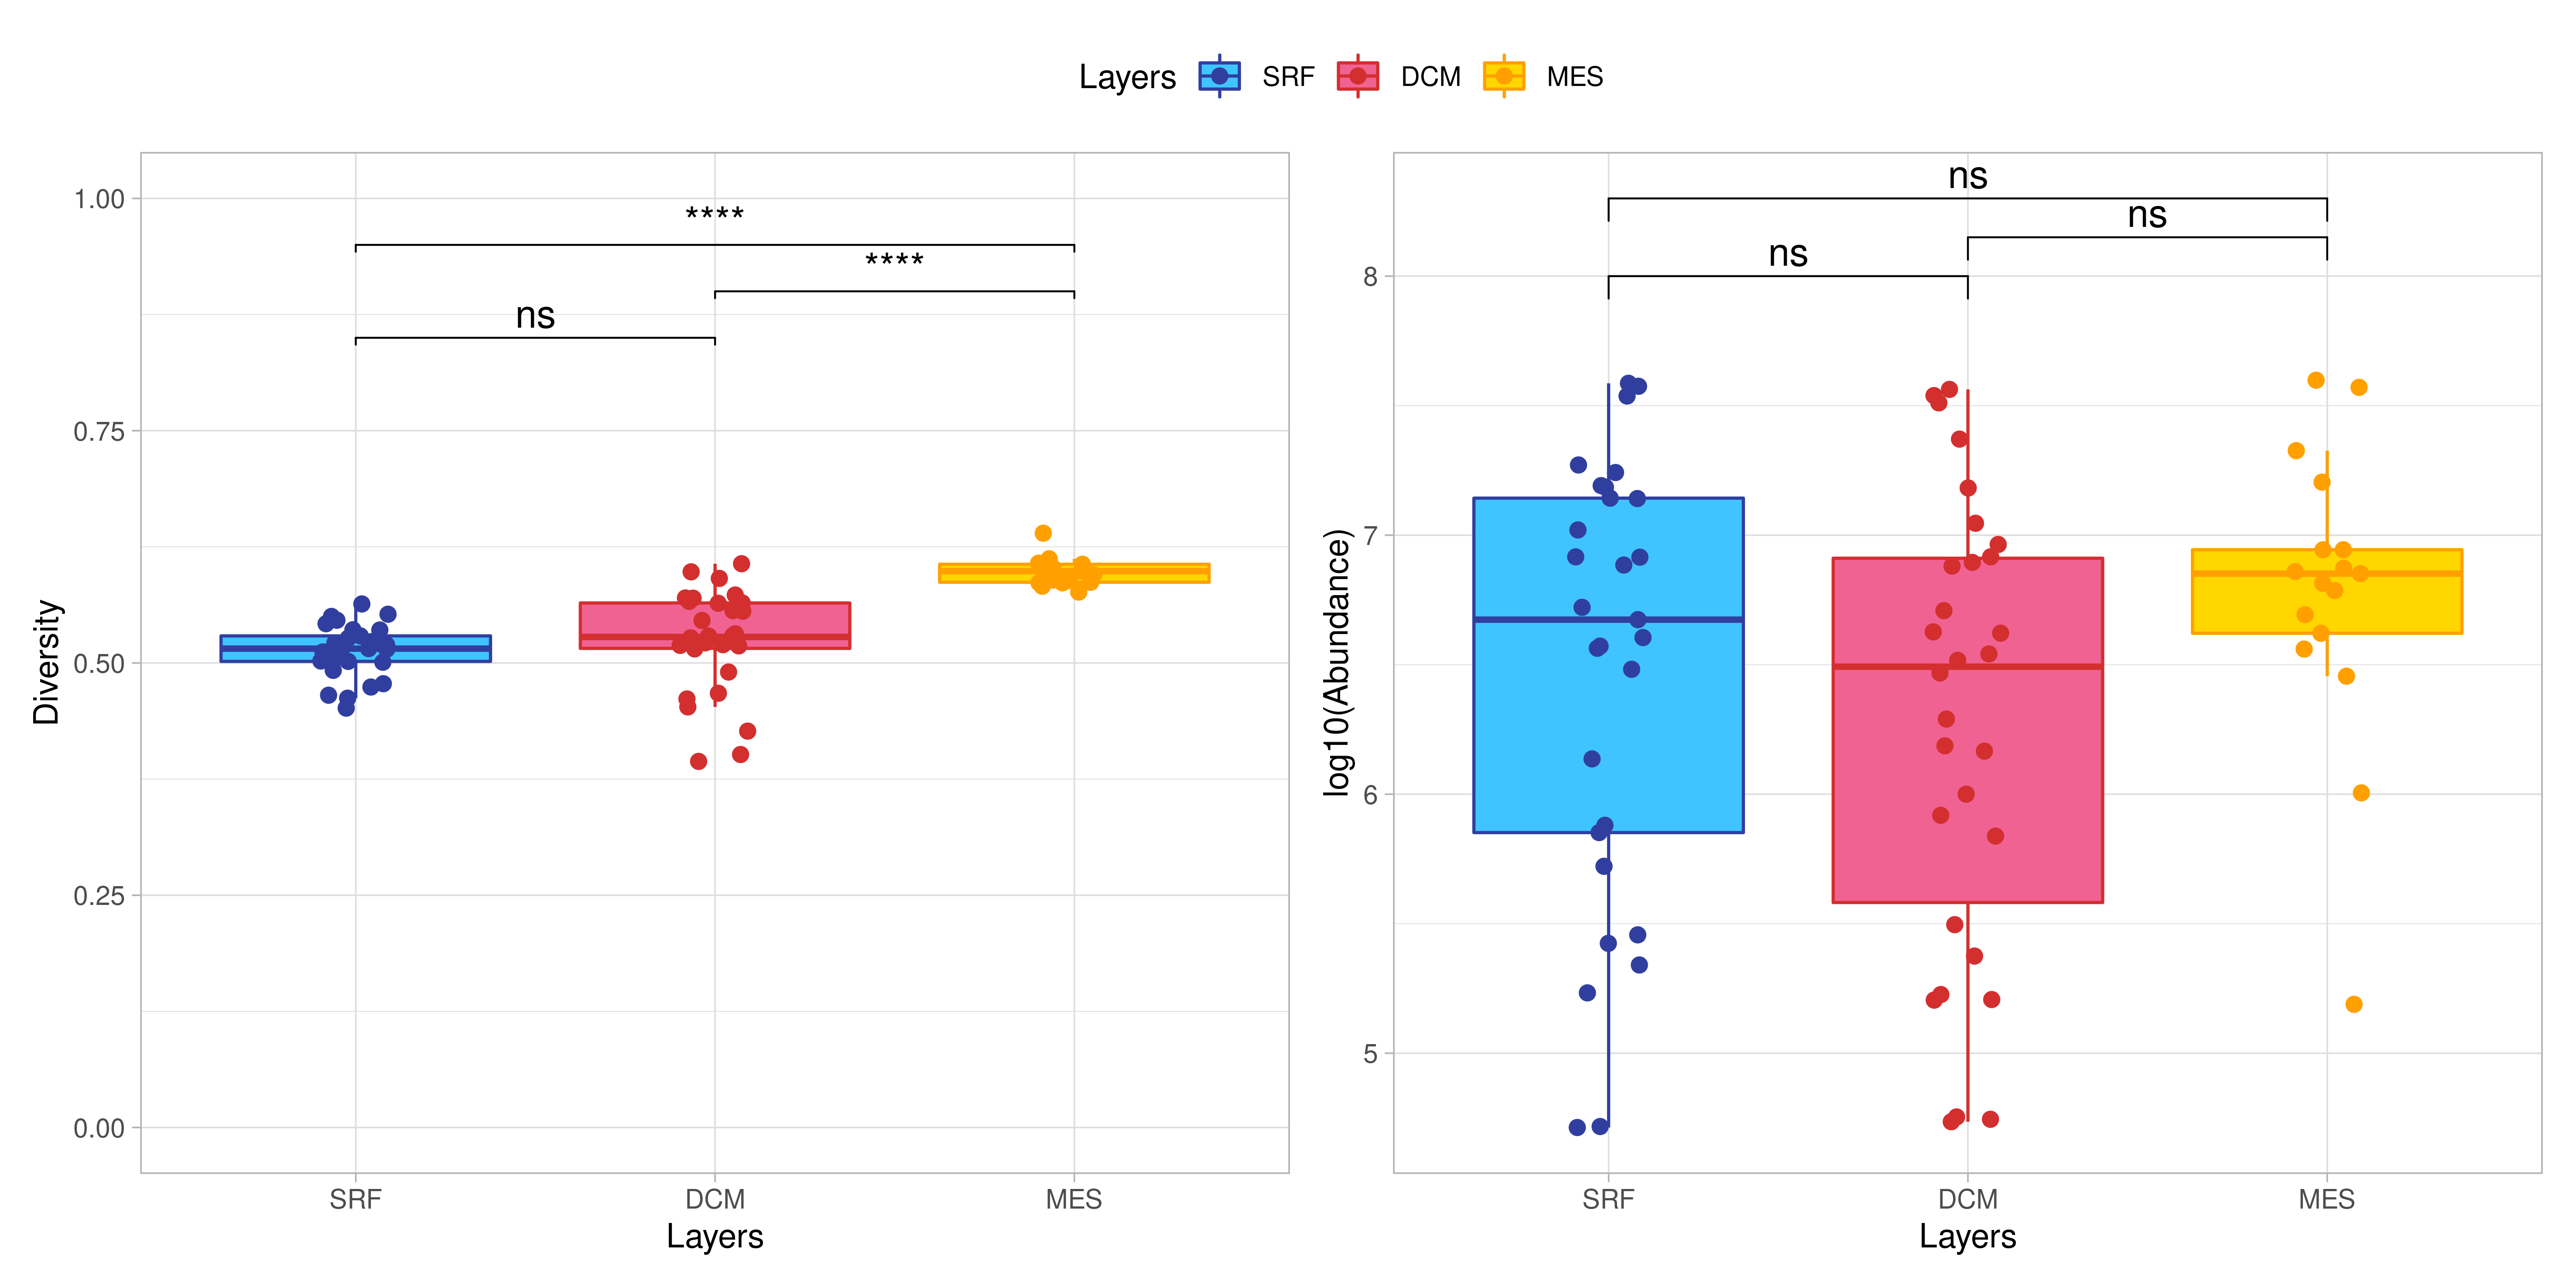 Layers SRF DCM MES
1.00
0.75
0.50
0.25
0.00
Diversity
****
****
ns
SRF DCM MES
Layers
8
7
6
5
log10(Abundance)
ns
ns
ns
SRF DCM MES
Layers